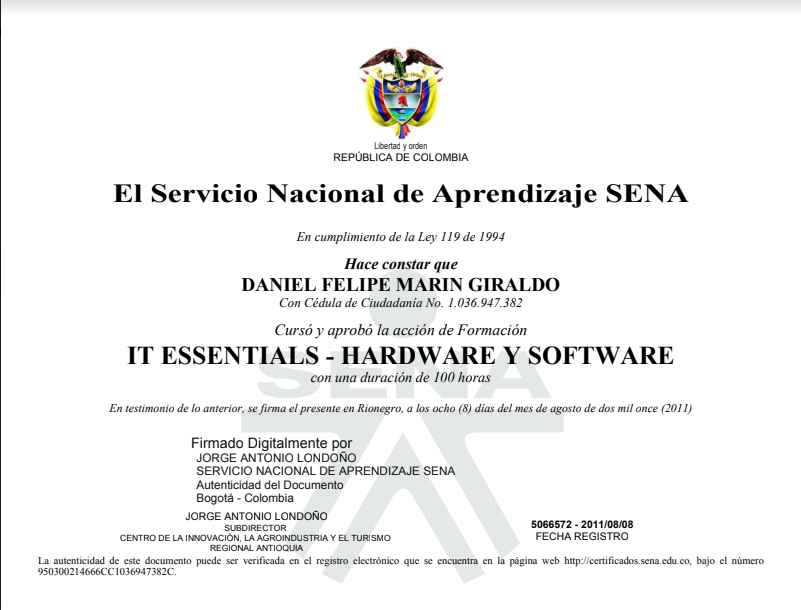 Libertad y orden
REPÚBLICA DE COLOMBIA
El Servicio Nacional de Aprendizaje SENA
En cumplimiento de la Ley 119 de 1994
Hace constar que
DANIEL FELIPE MARIN GIRALDO
Con Cédula de Ciudadanía No. 1.036.947.382
Cursó y aprobó la acción de Formación
IT ESSENTIALS - HARDWARE Y SOFTWARE
con una duración de 100 horas
SENA
En testimonio de lo anterior, se firma el presente en Rionegro, a los ocho (8) días del mes de agosto de dos mil once (2011)
Firmado Digitalmente por
JORGE ANTONIO LONDOÑO
SERVICIO NACIONAL DE APRENDIZAJE SENA
Autenticidad del Documento
Bogotá - Colombia
JORGE ANTONIO LONDOÑO
SUBDIRECTOR
CENTRO DE LA INNOVACIÓN, LA AGROINDUSTRIA Y EL TURISMO
REGIONAL ANTIOQUIA
5066572 - 2011/08/08
FECHA REGISTRO
La autenticidad de este documento puede ser verificada en el registro electrónico que se encuentra en la página web http://certificados.sena.edu.co, bajo el número
950300214666CC1036947382C.